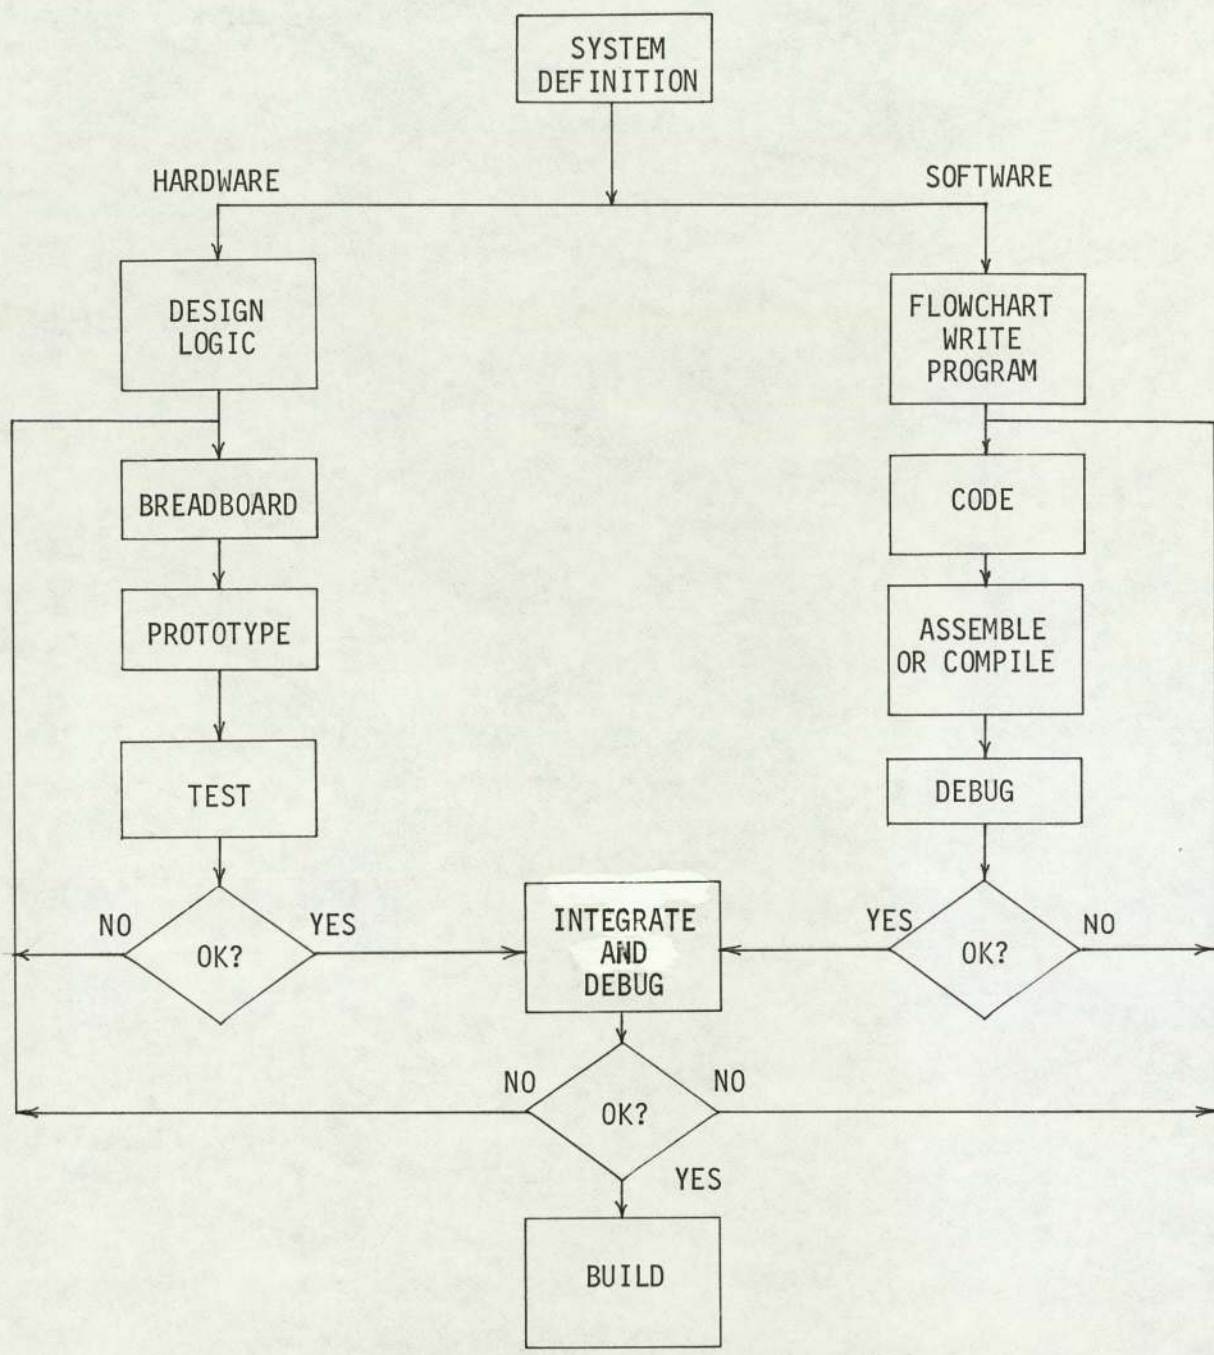 SYSTEM
DEFINITION
HARDWARE
SOFTWARE
DESIGN
LOGIC
FLOWCHART
WRITE
PROGRAM
BREADBOARD
CODE
PROTOTYPE
ASSEMBLE
OR COMPILE
TEST
DEBUG
NO
OK?
YES
INTEGRATE
AND
DEBUG
YES
OK?
NO
NO
OK?
NO
YES
BUILD